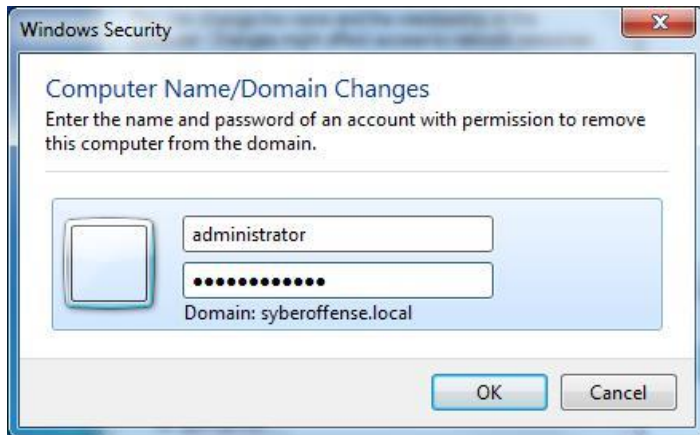 Windows Security
Computer Name/Domain Changes
Enter the name and password of an account with permission to remove
this computer from the domain.
administrator
●●●●●●●●●●●●
Domain: syberoffense.local
OK
Cancel